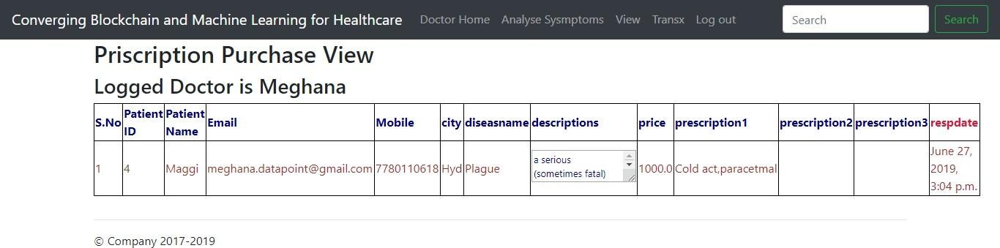 Converging Blockchain and Machine Learning for Healthcare Doctor Home Analyse Sysmptoms View Transx Log out Search Search
Priscription Purchase View
Logged Doctor is Meghana
S.No Patient ID Patient Name Email Mobile city diseasname descriptions price prescription1 prescription2 prescription3 respdate
1 4 Maggi meghana.datapoint@gmail.com 7780110618 Hyd Plague a serious (sometimes fatal) 1000.0 Cold act,paracetmal June 27, 2019, 3:04 p.m.
© Company 2017-2019